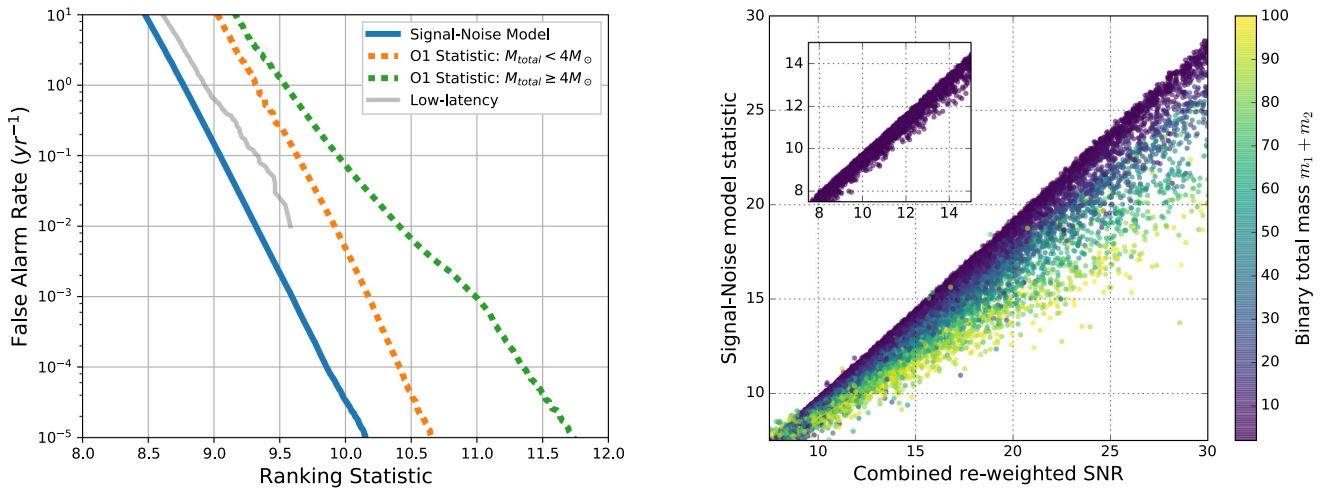 10¹
10⁰
10⁻¹
10⁻²
10⁻³
10⁻⁴
10⁻⁵
False Alarm Rate (yr⁻¹)
Signal-Noise Model
O1 Statistic: M_total < 4M_⊙
O1 Statistic: M_total ≥ 4M_⊙
Low-latency
8.0 8.5 9.0 9.5 10.0 10.5 11.0 11.5 12.0
Ranking Statistic
30
25
20
15
10
Signal-Noise model statistic
14
12
10
8
8 10 12 14
10 15 20 25 30
Combined re-weighted SNR
100
90
80
70
60
50
40
30
20
10
Binary total mass m₁ + m₂